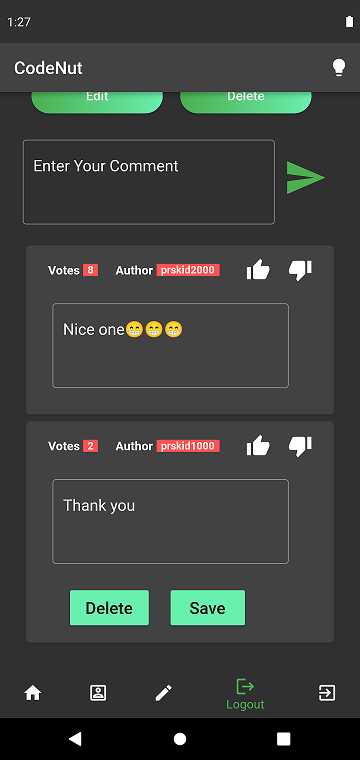 1:27
CodeNut
Edit Delete
Enter Your Comment
Votes 8 Author prskid2000
Nice one😁😁😁
Votes 2 Author prskid1000
Thank you
Delete Save
Logout